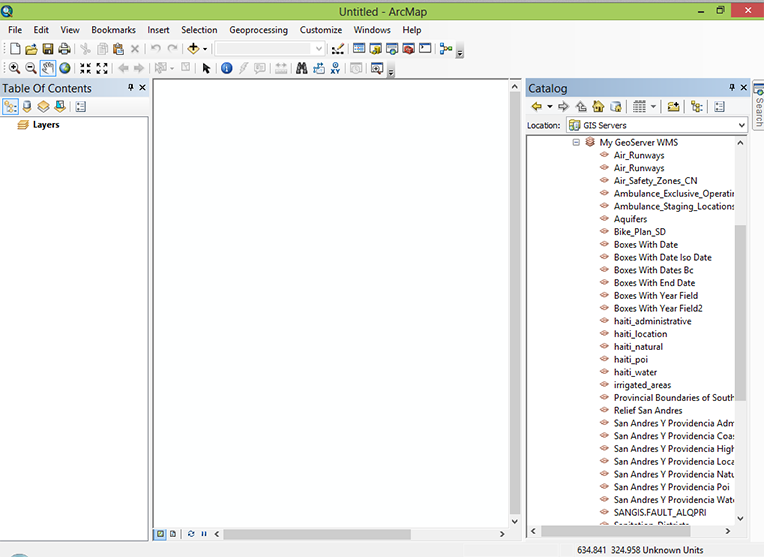 Untitled - ArcMap
File Edit View Bookmarks Insert Selection Geoprocessing Customize Windows Help
Table Of Contents
Layers
Catalog
Location: GIS Servers
My GeoServer WMS
Air_Runways
Air_Runways
Air_Safety_Zones_CN
Ambulance_Exclusive_Operatin
Ambulance_Staging_Locations
Aquifers
Bike_Plan_SD
Boxes With Date
Boxes With Date Iso Date
Boxes With Dates Bc
Boxes With End Date
Boxes With Year Field
Boxes With Year Field2
haiti_administrative
haiti_location
haiti_natural
haiti_poi
haiti_water
irrigated_areas
Provincial Boundaries of South
Relief San Andres
San Andres Y Providencia Adm
San Andres Y Providencia Coas
San Andres Y Providencia High
San Andres Y Providencia Loca
San Andres Y Providencia Natu
San Andres Y Providencia Poi
San Andres Y Providencia Wate
SANGIS.FAULT_ALQPRI
Sanitation_Districts
Search
634.841 324.958 Unknown Units